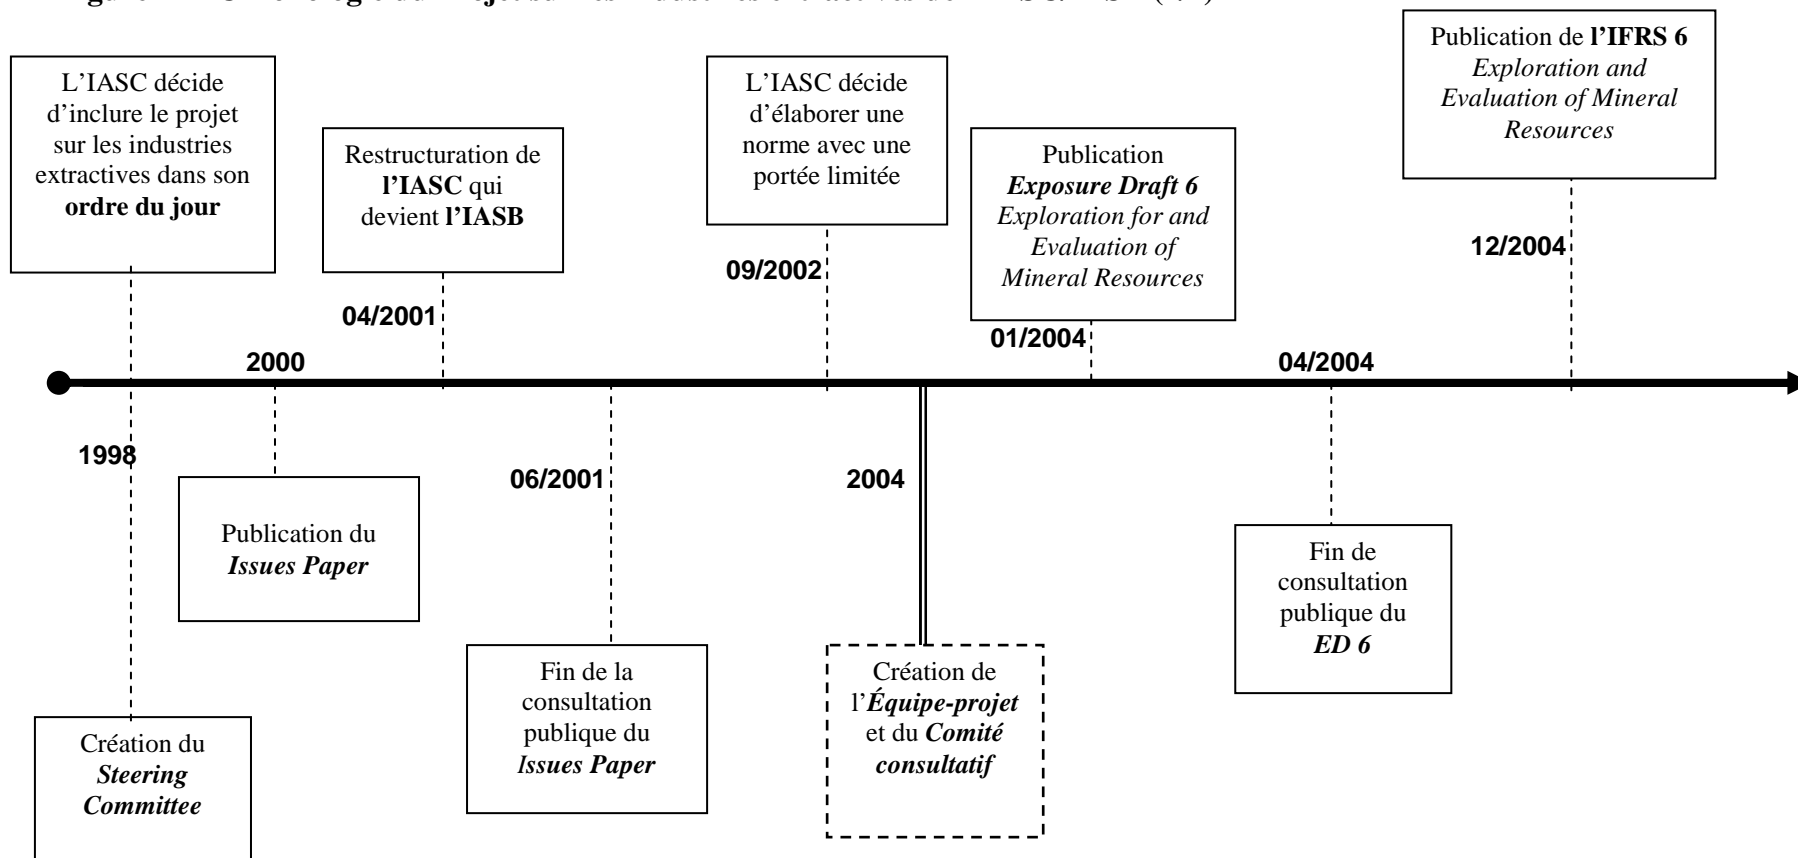 L'IASC décide
d'inclure le projet
sur les industries
extractives dans son
ordre du jour
Restructuration de
l'IASC qui
devient l'IASB
L'IASC décide
d'élaborer une
norme avec une
portée limitée
Publication
Exposure Draft 6
Exploration for and
Evaluation of
Mineral Resources
Publication de l'IFRS 6
Exploration and
Evaluation of Mineral
Resources
04/2001
09/2002
01/2004
12/2004
2000
04/2004
1998
06/2001
2004
Publication du
Issues Paper
Fin de
consultation
publique du
ED 6
Fin de la
consultation
publique du
Issues Paper
Création de
l'Équipe-projet
et du Comité
consultatif
Création du
Steering
Committee